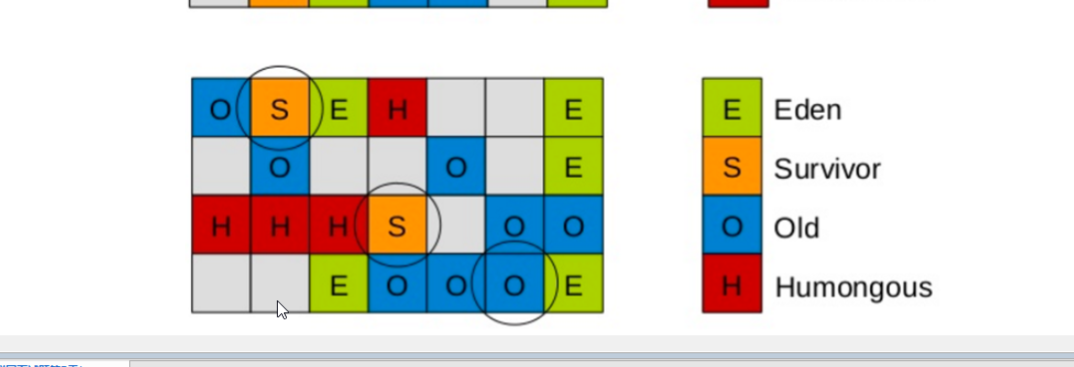 O S E H E E Eden
O O E S Survivor
H H H S O O O Old
E O O O E H Humongous